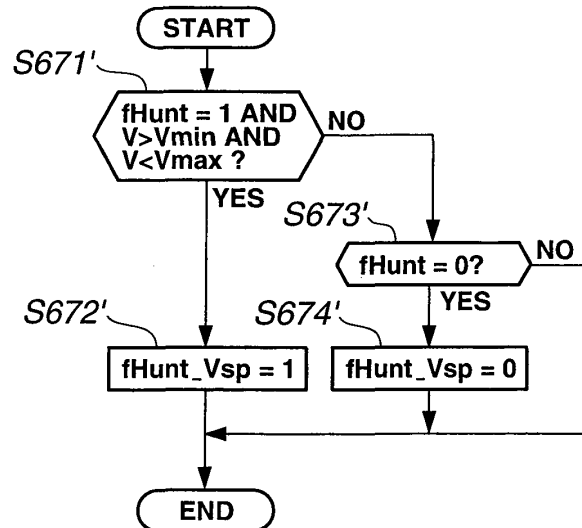 START
S671'
fHunt = 1 AND
V>Vmin AND
V<Vmax ?
NO
YES
S673'
fHunt = 0?
NO
YES
S672'
S674'
fHunt_Vsp = 1
fHunt_Vsp = 0
END